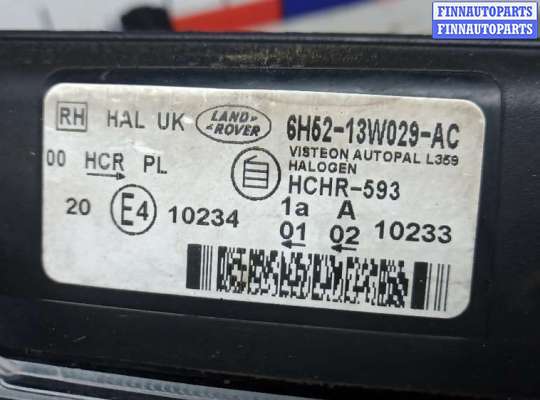 FINNAUTOPARTS
FINNAUTOPARTS
RH HAL UK LAND ROVER 6H52-13W029-AC
VISTEON AUTOPAL L359
HALOGEN
00 HCR PL HCHR-593
20 E4 10234 1a A
01 02 10233